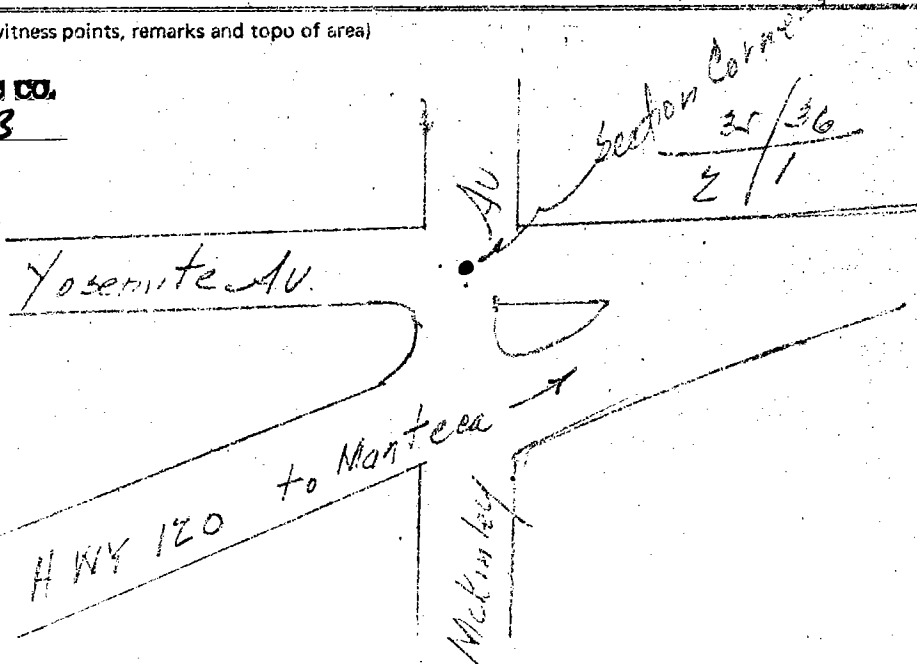 witness points, remarks and topo of area)
CO.
3
Section Corner
35/36
2/1
Av.
Yosemite Av.
HWY 120 to Manteca
McKinley